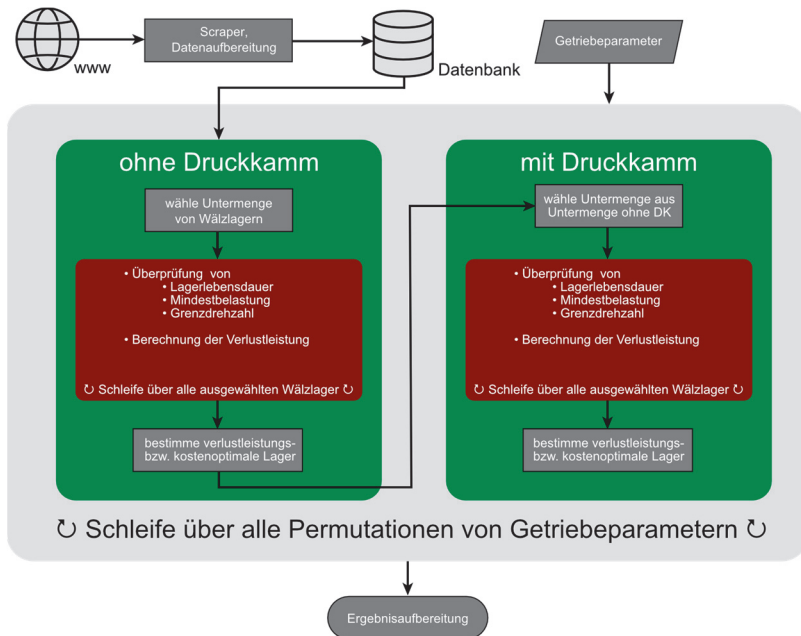 www
Scraper,
Datenaufbereitung
Datenbank
Getriebeparameter
ohne Druckkamm
wähle Untermenge
von Wälzlagern
• Überprüfung von
• Lagerlebensdauer
• Mindestbelastung
• Grenzdrehzahl
• Berechnung der Verlustleistung
↻ Schleife über alle ausgewählten Wälzlager ↻
bestimme verlustleistungs-
bzw. kostenoptimale Lager
mit Druckkamm
wähle Untermenge aus
Untermenge ohne DK
• Überprüfung von
• Lagerlebensdauer
• Mindestbelastung
• Grenzdrehzahl
• Berechnung der Verlustleistung
↻ Schleife über alle ausgewählten Wälzlager ↻
bestimme verlustleistungs-
bzw. kostenoptimale Lager
↻ Schleife über alle Permutationen von Getriebeparametern ↻
Ergebnisaufbereitung